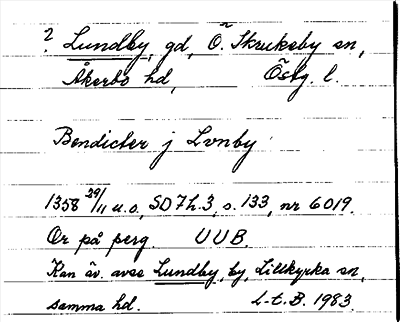 ? Lundby, gd, Ö. Skrukeby sn,
Åkerbo hd, Östg. l.
Bendicter j Lvnby
1358 29/11 u.o., SD 7 h.3, s. 133, nr 6019.
Or på perg. UUB.
Kan äv. avse Lundby, by, Lillkyrka sn,
samma hd. L-t. B. 1983.